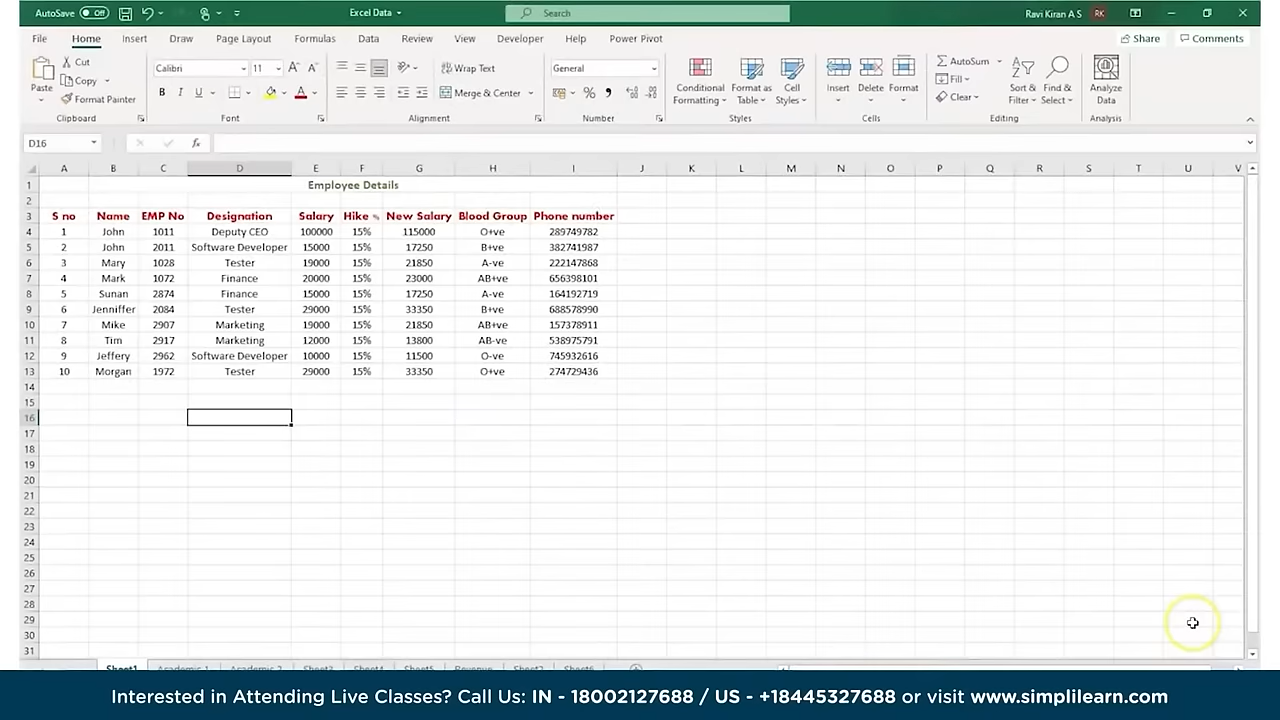 AutoSave Off Excel Data Search Ravi Kiran A S RK
File Home Insert Draw Page Layout Formulas Data Review View Developer Help Power Pivot Share Comments
Paste Cut Copy Format Painter Clipboard
Calibri 11 B I U A Font
Wrap Text Merge & Center Alignment
General % Number
Conditional Formatting Format as Table Cell Styles Styles
Insert Delete Format Cells
AutoSum Fill Clear Sort & Filter Find & Select Editing
Analyze Data Analysis
D16 fx
A B C D E F G H I J K L M N O P Q R S T U V
1 Employee Details
2
3 S no Name EMP No Designation Salary Hike % New Salary Blood Group Phone number
4 1 John 1011 Deputy CEO 100000 15% 115000 O+ve 289749782
5 2 John 2011 Software Developer 15000 15% 17250 B+ve 382741987
6 3 Mary 1028 Tester 19000 15% 21850 A-ve 222147868
7 4 Mark 1072 Finance 20000 15% 23000 AB+ve 656398101
8 5 Sunan 2874 Finance 15000 15% 17250 A-ve 164192719
9 6 Jenniffer 2084 Tester 29000 15% 33350 B+ve 688578990
10 7 Mike 2907 Marketing 19000 15% 21850 AB+ve 157378911
11 8 Tim 2917 Marketing 12000 15% 13800 AB-ve 538975791
12 9 Jeffery 2962 Software Developer 10000 15% 11500 O-ve 745932616
13 10 Morgan 1972 Tester 29000 15% 33350 O+ve 274729436
14
15
16
17
18
19
20
21
22
23
24
25
26
27
28
29
30
31
Sheet1 Academic 1 Academic 2 Sheet3 Sheet4 Sheet5 Revenue Sheet2 Sheet6
Interested in Attending Live Classes? Call Us: IN - 18002127688 / US - +18445327688 or visit www.simplilearn.com